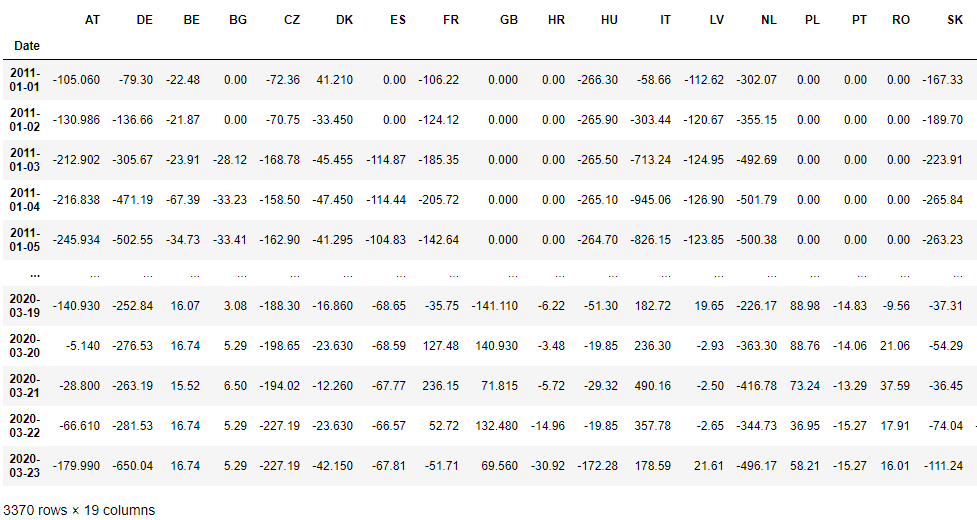 AT DE BE BG CZ DK ES FR GB HR HU IT LV NL PL PT RO SK
Date
2011-01-01 -105.060 -79.30 -22.48 0.00 -72.36 41.210 0.00 -106.22 0.000 0.00 -266.30 -58.66 -112.62 -302.07 0.00 0.00 0.00 -167.33
2011-01-02 -130.986 -136.66 -21.87 0.00 -70.75 -33.450 0.00 -124.12 0.000 0.00 -265.90 -303.44 -120.67 -355.15 0.00 0.00 0.00 -189.70
2011-01-03 -212.902 -305.67 -23.91 -28.12 -168.78 -45.455 -114.87 -185.35 0.000 0.00 -265.50 -713.24 -124.95 -492.69 0.00 0.00 0.00 -223.91
2011-01-04 -216.838 -471.19 -67.39 -33.23 -158.50 -47.450 -114.44 -205.72 0.000 0.00 -265.10 -945.06 -126.90 -501.79 0.00 0.00 0.00 -265.84
2011-01-05 -245.934 -502.55 -34.73 -33.41 -162.90 -41.295 -104.83 -142.64 0.000 0.00 -264.70 -826.15 -123.85 -500.38 0.00 0.00 0.00 -263.23
... ... ... ... ... ... ... ... ... ... ... ... ... ... ... ... ... ... ...
2020-03-19 -140.930 -252.84 16.07 3.08 -188.30 -16.860 -68.65 -35.75 -141.110 -6.22 -51.30 182.72 19.65 -226.17 88.98 -14.83 -9.56 -37.31
2020-03-20 -5.140 -276.53 16.74 5.29 -198.65 -23.630 -68.59 127.48 140.930 -3.48 -19.85 236.30 -2.93 -363.30 88.76 -14.06 21.06 -54.29
2020-03-21 -28.800 -263.19 15.52 6.50 -194.02 -12.260 -67.77 236.15 71.815 -5.72 -29.32 490.16 -2.50 -416.78 73.24 -13.29 37.59 -36.45
2020-03-22 -66.610 -281.53 16.74 5.29 -227.19 -23.630 -66.57 52.72 132.480 -14.96 -19.85 357.78 -2.65 -344.73 36.95 -15.27 17.91 -74.04
2020-03-23 -179.990 -650.04 16.74 5.29 -227.19 -42.150 -67.81 -51.71 69.560 -30.92 -172.28 178.59 21.61 -496.17 58.21 -15.27 16.01 -111.24
3370 rows × 19 columns